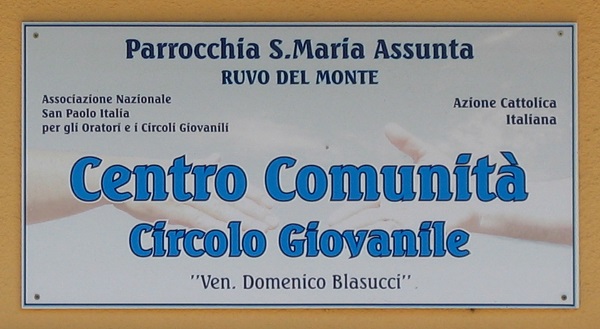 Parrocchia S.Maria Assunta
RUVO DEL MONTE
Associazione Nazionale
San Paolo Italia
per gli Oratori e i Circoli Giovanili
Azione Cattolica
Italiana
Centro Comunità
Circolo Giovanile
"Ven. Domenico Blasucci"